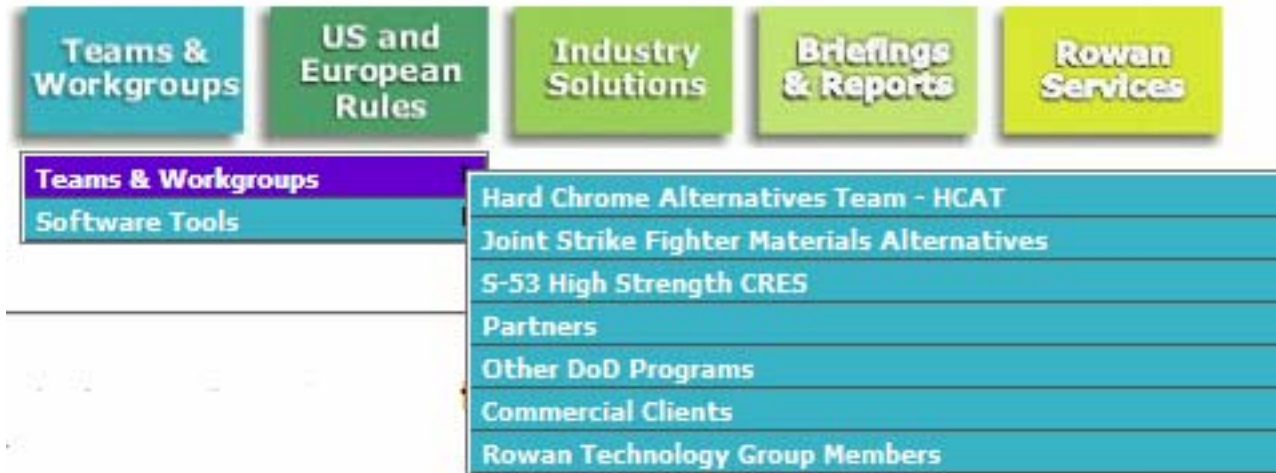 Teams &
Workgroups
US and
European
Rules
Industry
Solutions
Briefings
& Reports
Rowan
Services
Teams & Workgroups
Software Tools
Hard Chrome Alternatives Team - HCAT
Joint Strike Fighter Materials Alternatives
S-53 High Strength CRES
Partners
Other DoD Programs
Commercial Clients
Rowan Technology Group Members